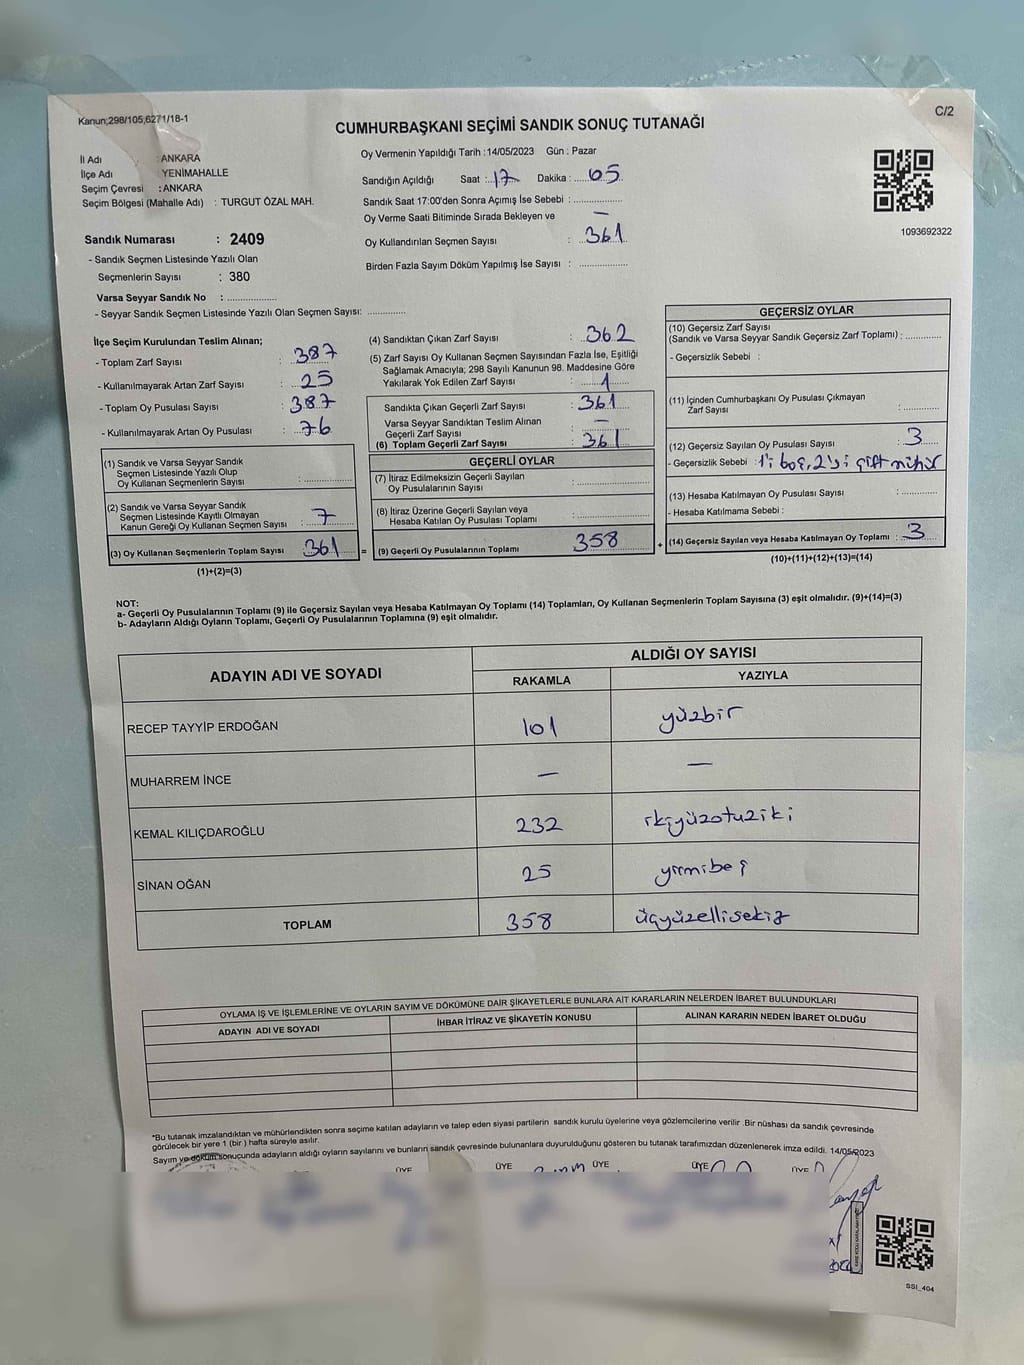 Kanun;298/105;6271/18-1
C/2
CUMHURBAŞKANI SEÇİMİ SANDIK SONUÇ TUTANAĞI
İl Adı : ANKARA
İlçe Adı : YENİMAHALLE
Seçim Çevresi : ANKARA
Seçim Bölgesi (Mahalle Adı) : TURGUT ÖZAL MAH.
Oy Vermenin Yapıldığı Tarih :14/05/2023 Gün : Pazar
Sandığın Açıldığı Saat :..17.. Dakika :......05..
Sandık Saat 17:00'den Sonra Açımış İse Sebebi : ....................
Oy Verme Saati Bitiminde Sırada Bekleyen ve —
Oy Kullandırılan Seçmen Sayısı : 361
Birden Fazla Sayım Döküm Yapılmış İse Sayısı : ....................
1093692322
Sandık Numarası : 2409
- Sandık Seçmen Listesinde Yazılı Olan
Seçmenlerin Sayısı : 380
Varsa Seyyar Sandık No : ....................
- Seyyar Sandık Seçmen Listesinde Yazılı Olan Seçmen Sayısı: ...............
İlçe Seçim Kurulundan Teslim Alınan;
- Toplam Zarf Sayısı : 387
- Kullanılmayarak Artan Zarf Sayısı : 25
- Toplam Oy Pusulası Sayısı : 387
- Kullanılmayarak Artan Oy Pusulası : 76
(1) Sandık ve Varsa Seyyar Sandık
Seçmen Listesinde Yazılı Olup
Oy Kullanan Seçmenlerin Sayısı : ....................
(2) Sandık ve Varsa Seyyar Sandık
Seçmen Listesinde Kayıtlı Olmayan
Kanun Gereği Oy Kullanan Seçmen Sayısı : 7
(3) Oy Kullanan Seçmenlerin Toplam Sayısı 361 =
(1)+(2)=(3)
(4) Sandıktan Çıkan Zarf Sayısı : 362
(5) Zarf Sayısı Oy Kullanan Seçmen Sayısından Fazla İse, Eşitliği
Sağlamak Amacıyla; 298 Sayılı Kanunun 98. Maddesine Göre
Yakılarak Yok Edilen Zarf Sayısı : 1
Sandıkta Çıkan Geçerli Zarf Sayısı : 361
Varsa Seyyar Sandıktan Teslim Alınan
Geçerli Zarf Sayısı : —
(6) Toplam Geçerli Zarf Sayısı : 361
GEÇERLİ OYLAR
(7) İtiraz Edilmeksizin Geçerli Sayılan
Oy Pusulalarının Sayısı : ....................
(8) İtiraz Üzerine Geçerli Sayılan veya
Hesaba Katılan Oy Pusulası Toplamı : ....................
(9) Geçerli Oy Pusulalarının Toplamı 358 +
GEÇERSİZ OYLAR
(10) Geçersiz Zarf Sayısı
(Sandık ve Varsa Seyyar Sandık Geçersiz Zarf Toplamı) : ..............
- Geçersizlik Sebebi :
(11) İçinden Cumhurbaşkanı Oy Pusulası Çıkmayan
Zarf Sayısı : ..............
(12) Geçersiz Sayılan Oy Pusulası Sayısı : 3
- Geçersizlik Sebebi : 1'i boş, 2'si çift mühür
(13) Hesaba Katılmayan Oy Pusulası Sayısı : ..............
- Hesaba Katılmama Sebebi :
(14) Geçersiz Sayılan veya Hesaba Katılmayan Oy Toplamı : 3
(10)+(11)+(12)+(13)=(14)
NOT:
a- Geçerli Oy Pusulalarının Toplamı (9) ile Geçersiz Sayılan veya Hesaba Katılmayan Oy Toplamı (14) Toplamları, Oy Kullanan Seçmenlerin Toplam Sayısına (3) eşit olmalıdır. (9)+(14)=(3)
b- Adayların Aldığı Oyların Toplamı, Geçerli Oy Pusulalarının Toplamına (9) eşit olmalıdır.
ADAYIN ADI VE SOYADI ALDIĞI OY SAYISI
RAKAMLA YAZIYLA
RECEP TAYYİP ERDOĞAN 101 yüzbir
MUHARREM İNCE — —
KEMAL KILIÇDAROĞLU 232 ikiyüzotuziki
SİNAN OĞAN 25 yirmibeş
TOPLAM 358 üçyüzellisekiz
OYLAMA İŞ VE İŞLEMLERİNE VE OYLARIN SAYIM VE DÖKÜMÜNE DAİR ŞİKAYETLERLE BUNLARA AİT KARARLARIN NELERDEN İBARET BULUNDUKLARI
ADAYIN ADI VE SOYADI İHBAR İTİRAZ VE ŞİKAYETİN KONUSU ALINAN KARARIN NEDEN İBARET OLDUĞU
*Bu tutanak imzalandıktan ve mühürlendikten sonra seçime katılan adayların ve talep eden siyasi partilerin sandık kurulu üyelerine veya gözlemcilerine verilir .Bir nüshası da sandık çevresinde
görülecek bir yere 1 (bir ) hafta süreyle asılır.
Sayım ve döküm sonuçunda adayların aldığı oyların sayılarını ve bunların sandık çevresinde bulunanlara duyurulduğunu gösteren bu tutanak tarafımızdan düzenlenerek imza edildi. 14/05/2023
ÜYE ÜYE ÜYE ÜYE ÜYE
SSI_404